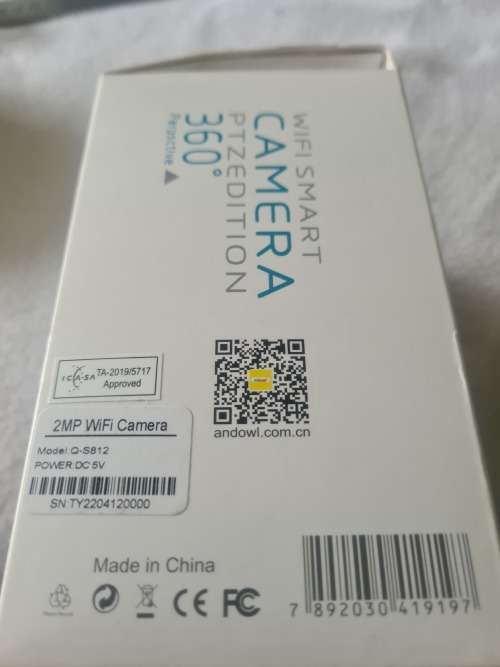 WIFI SMART
CAMERA
PTZEDITION
360°
Perpsctive
andowl.com.cn
ICASA TA-2019/5717
Approved
2MP WiFi Camera
Model:Q-S812
POWER:DC 5V
SN:TY2204120000
Made in China
CE FC
7 892030 419197